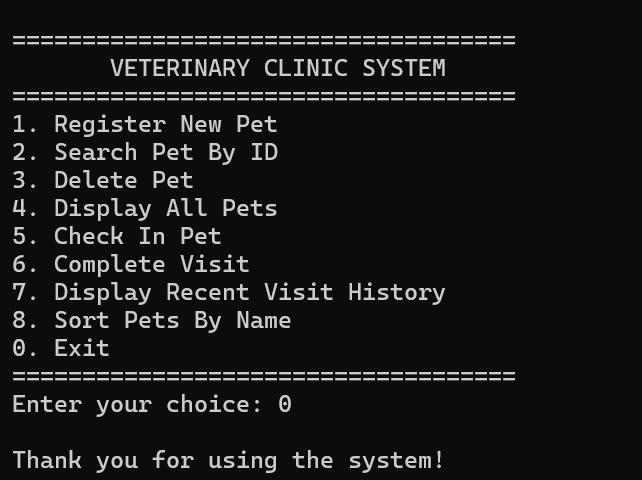 ====================================
VETERINARY CLINIC SYSTEM
====================================
1. Register New Pet
2. Search Pet By ID
3. Delete Pet
4. Display All Pets
5. Check In Pet
6. Complete Visit
7. Display Recent Visit History
8. Sort Pets By Name
0. Exit
====================================
Enter your choice: 0
Thank you for using the system!